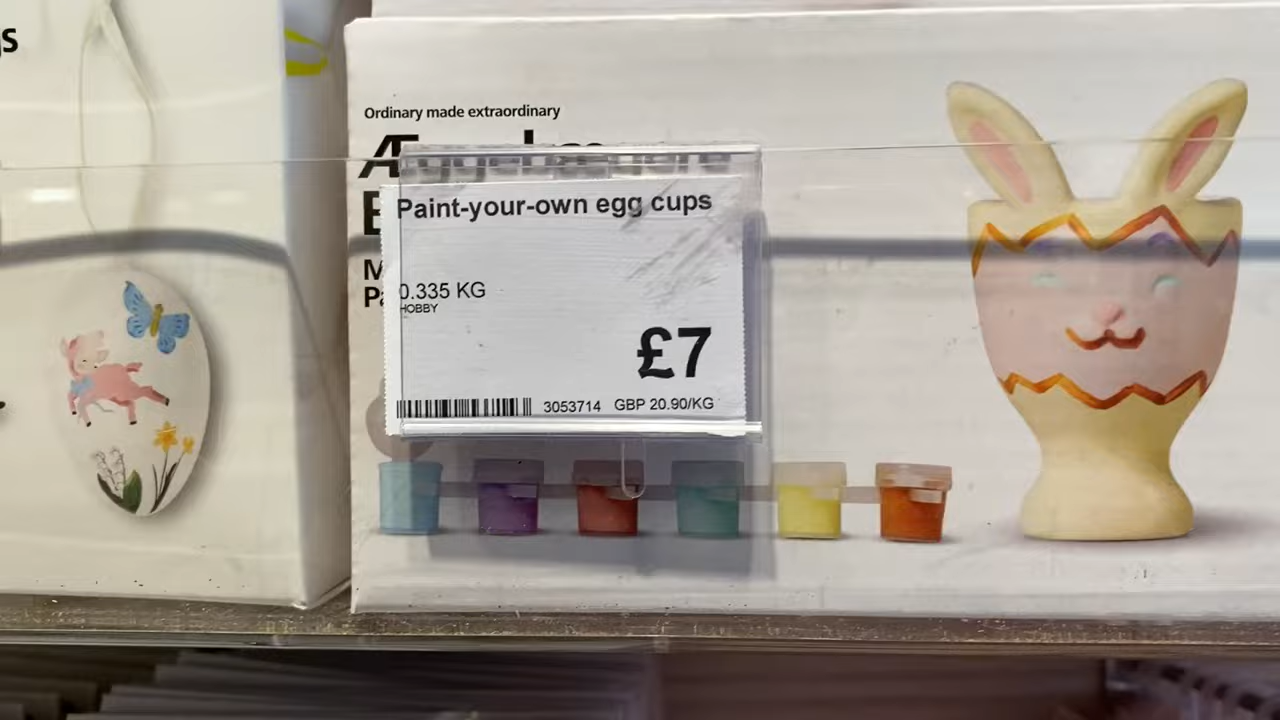 Ordinary made extraordinary
Paint-your-own egg cups
0.335 KG
HOBBY
£7
3053714 GBP 20.90/KG